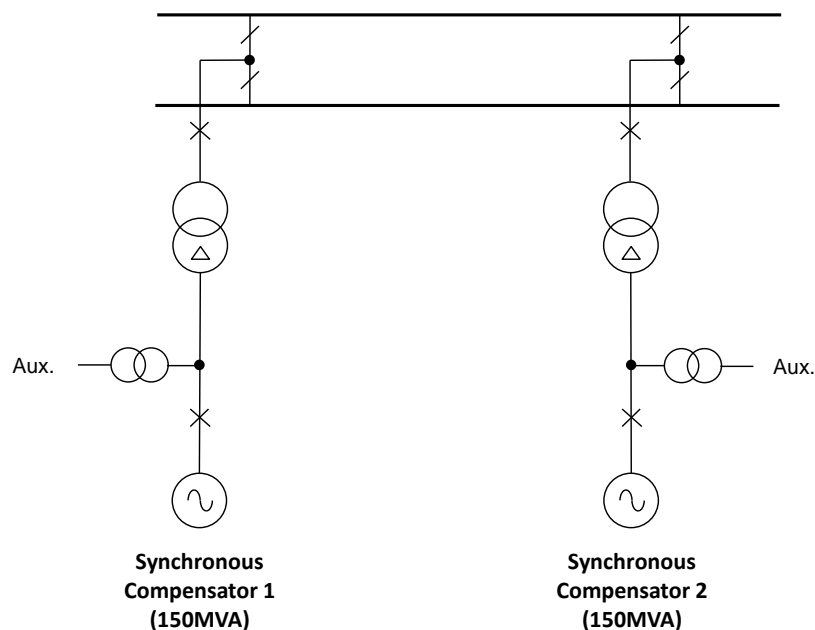 Aux.
Aux.
Synchronous
Compensator 1
(150MVA)
Synchronous
Compensator 2
(150MVA)